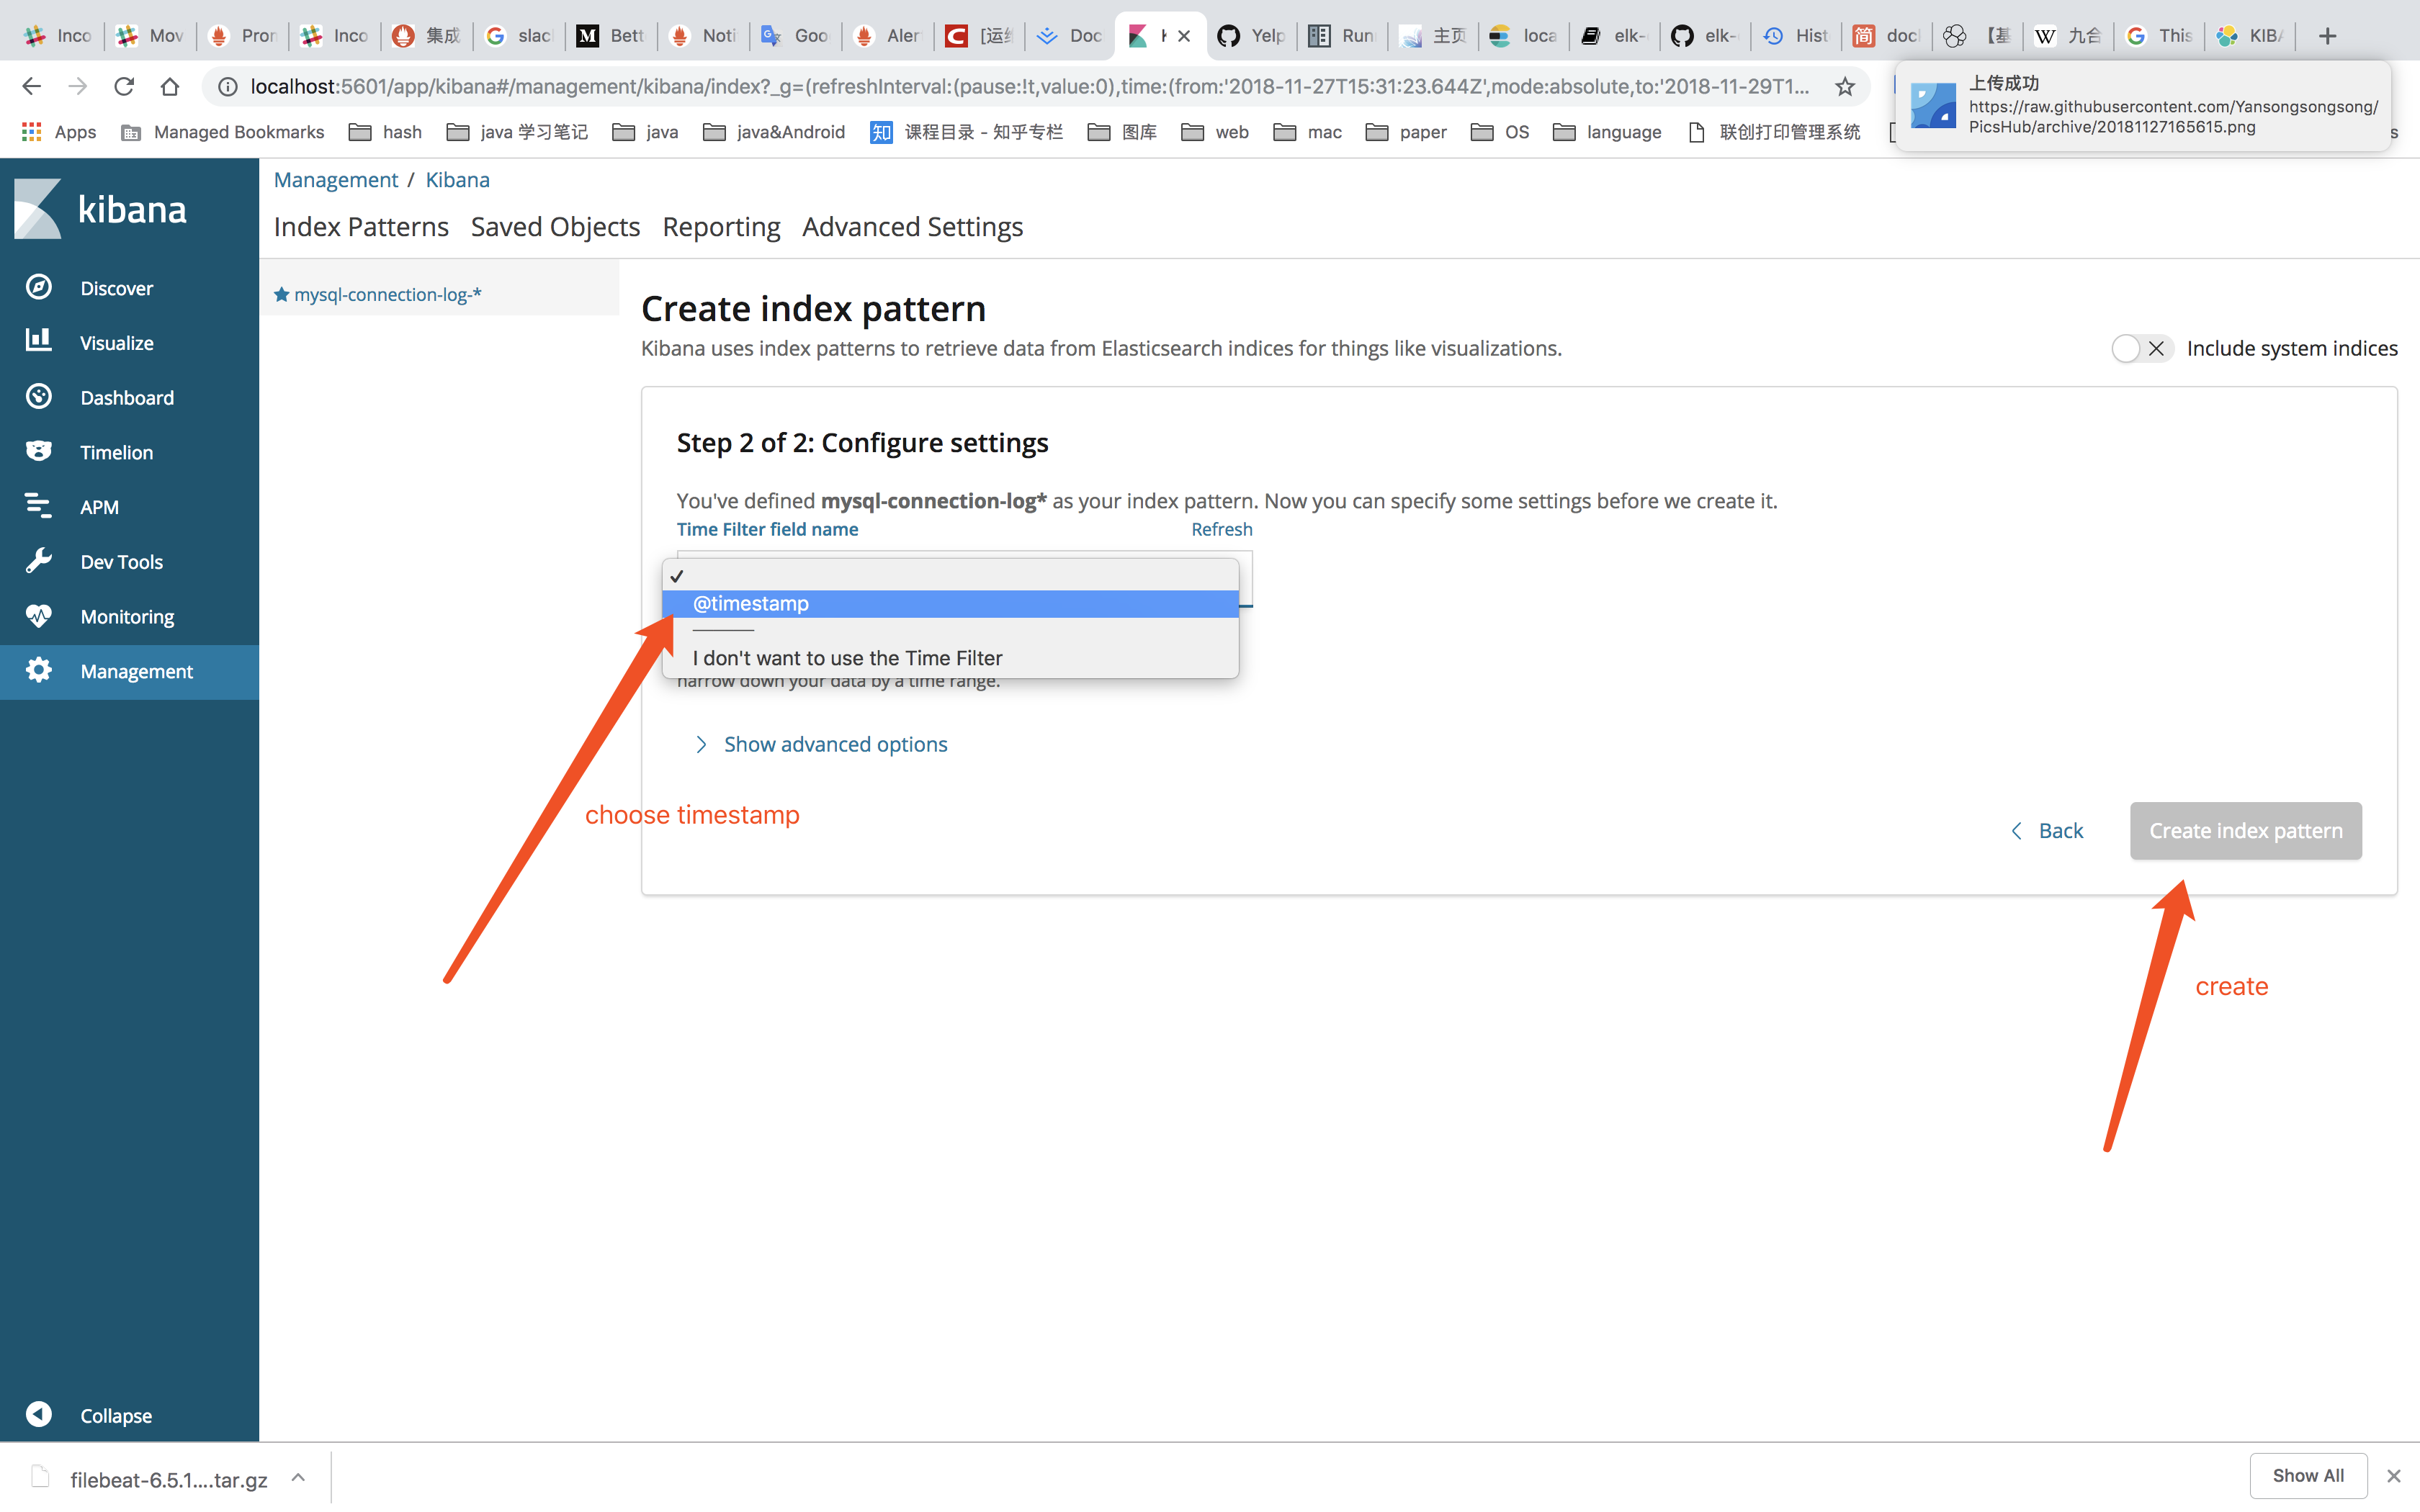 Inco
Mov
Pron
Inco
集成
slac
Bett
Noti
Goo
Aler
Doc
Yelp
Run
主页
loca
elk-
elk-
Hist
简 docl
【基
九合
This
KIBA
localhost:5601/app/kibana#/management/kibana/index?_g=(refreshInterval:(pause:!t,value:0),time:(from:'2018-11-27T15:31:23.644Z',mode:absolute,to:'2018-11-29T1...
上传成功
https://raw.githubusercontent.com/Yansongsongsong/
PicsHub/archive/20181127165615.png
Apps
Managed Bookmarks
hash
java 学习笔记
java
java&Android
知 课程目录 - 知乎专栏
图库
web
mac
paper
OS
language
联创打印管理系统
kibana
Management / Kibana
Index Patterns Saved Objects Reporting Advanced Settings
Discover
Visualize
Dashboard
Timelion
APM
Dev Tools
Monitoring
Management
Collapse
mysql-connection-log-*
Create index pattern
Kibana uses index patterns to retrieve data from Elasticsearch indices for things like visualizations.
Include system indices
Step 2 of 2: Configure settings
You've defined mysql-connection-log* as your index pattern. Now you can specify some settings before we create it.
Time Filter field name Refresh
@timestamp
I don't want to use the Time Filter
narrow down your data by a time range.
Show advanced options
choose timestamp
Back
Create index pattern
create
filebeat-6.5.1....tar.gz
Show All